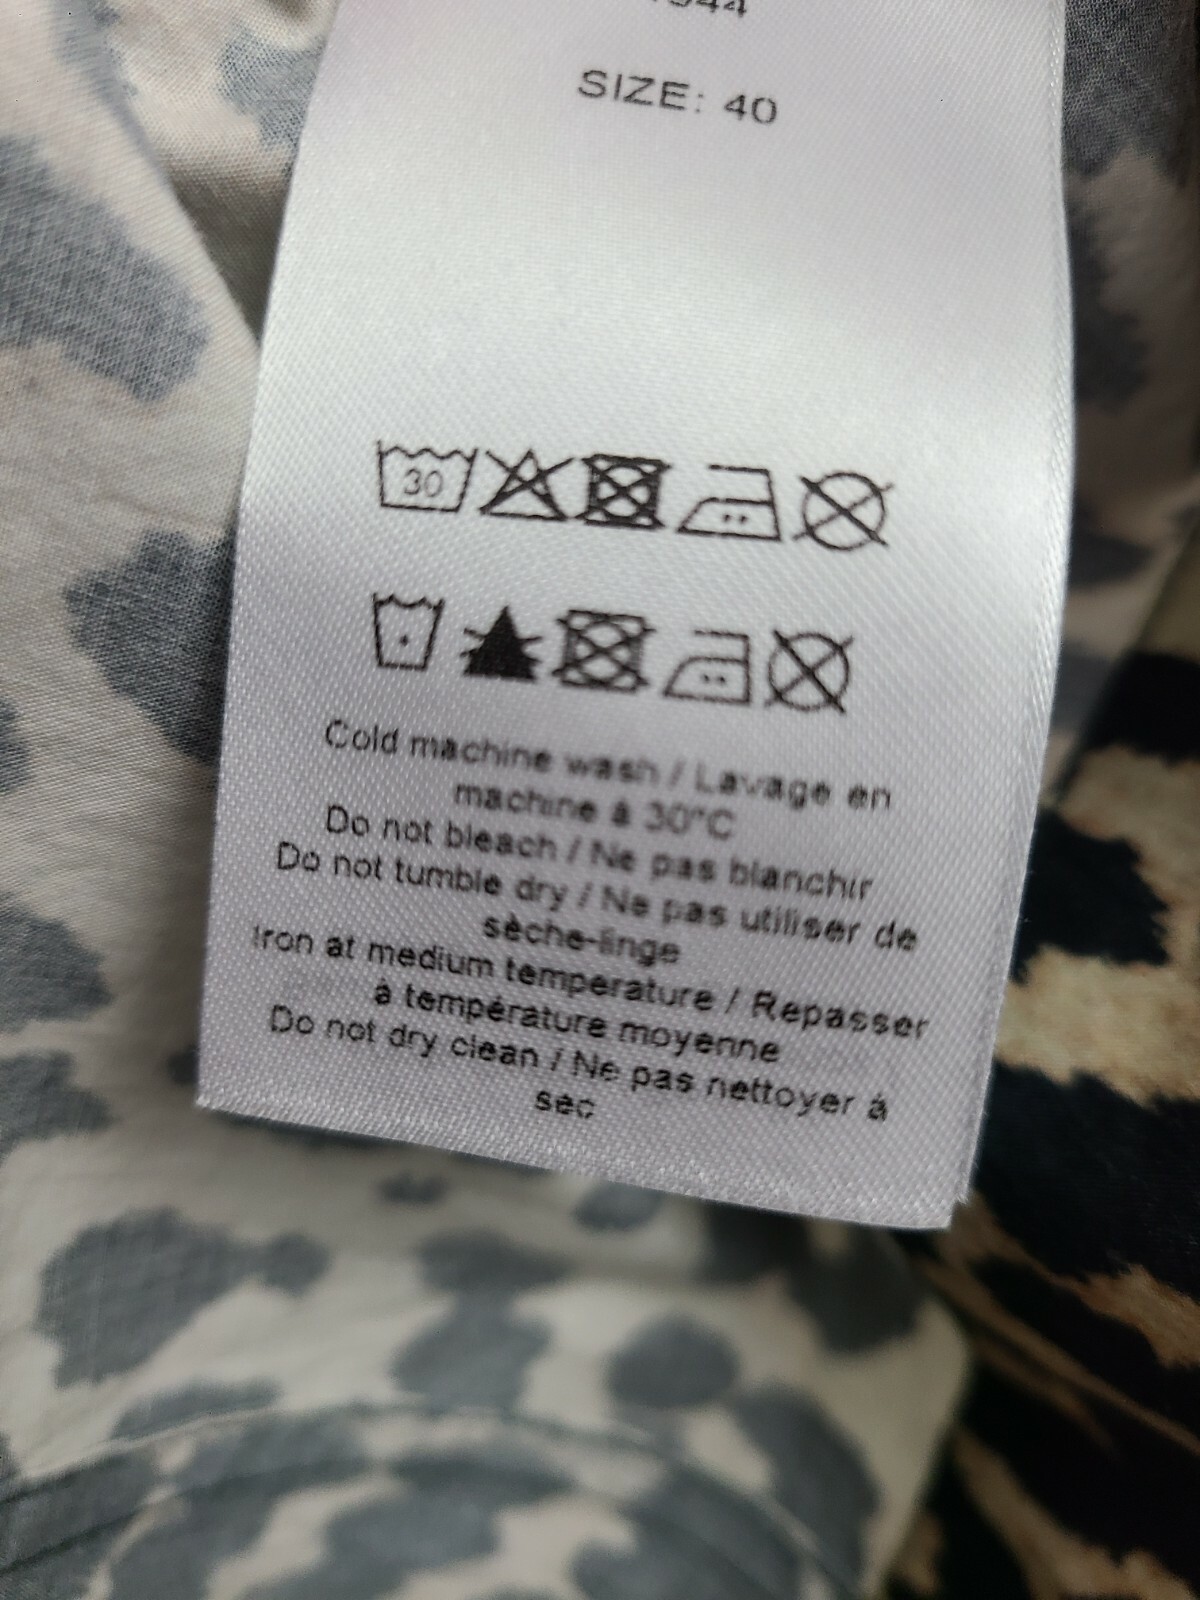 SIZE: 40
30
Cold machine wash / Lavage en
machine à 30°C
Do not bleach / Ne pas blanchir
Do not tumble dry / Ne pas utiliser de
sèche-linge
Iron at medium temperature / Repasser
à température moyenne
Do not dry clean / Ne pas nettoyer à
sec